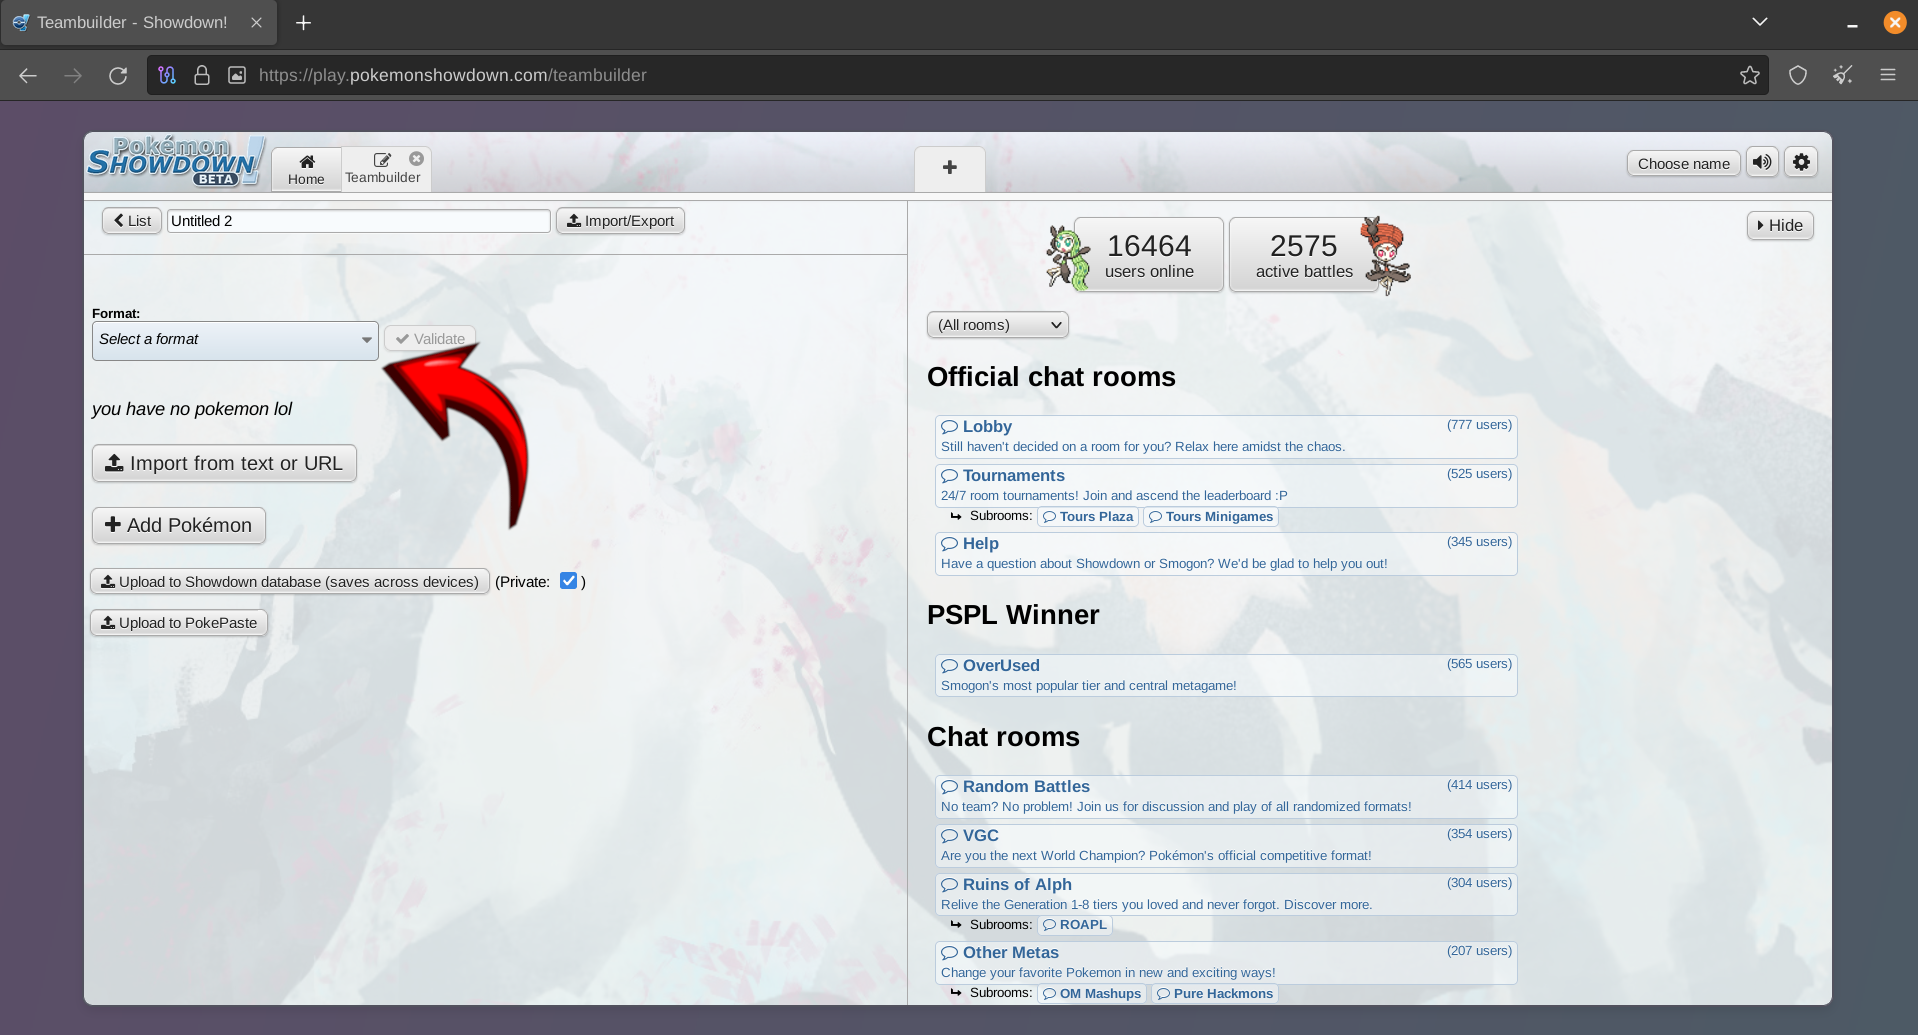 Teambuilder - Showdown!
https://play.pokemonshowdown.com/teambuilder
Pokémon
SHOWDOWN!
BETA
Home
Teambuilder
Choose name
List
Untitled 2
Import/Export
Format:
Select a format
Validate
you have no pokemon lol
Import from text or URL
Add Pokémon
Upload to Showdown database (saves across devices) (Private: )
Upload to PokePaste
16464
users online
2575
active battles
Hide
(All rooms)
Official chat rooms
Lobby (777 users)
Still haven't decided on a room for you? Relax here amidst the chaos.
Tournaments (525 users)
24/7 room tournaments! Join and ascend the leaderboard :P
Subrooms: Tours Plaza Tours Minigames
Help (345 users)
Have a question about Showdown or Smogon? We'd be glad to help you out!
PSPL Winner
OverUsed (565 users)
Smogon's most popular tier and central metagame!
Chat rooms
Random Battles (414 users)
No team? No problem! Join us for discussion and play of all randomized formats!
VGC (354 users)
Are you the next World Champion? Pokémon's official competitive format!
Ruins of Alph (304 users)
Relive the Generation 1-8 tiers you loved and never forgot. Discover more.
Subrooms: ROAPL
Other Metas (207 users)
Change your favorite Pokemon in new and exciting ways!
Subrooms: OM Mashups Pure Hackmons